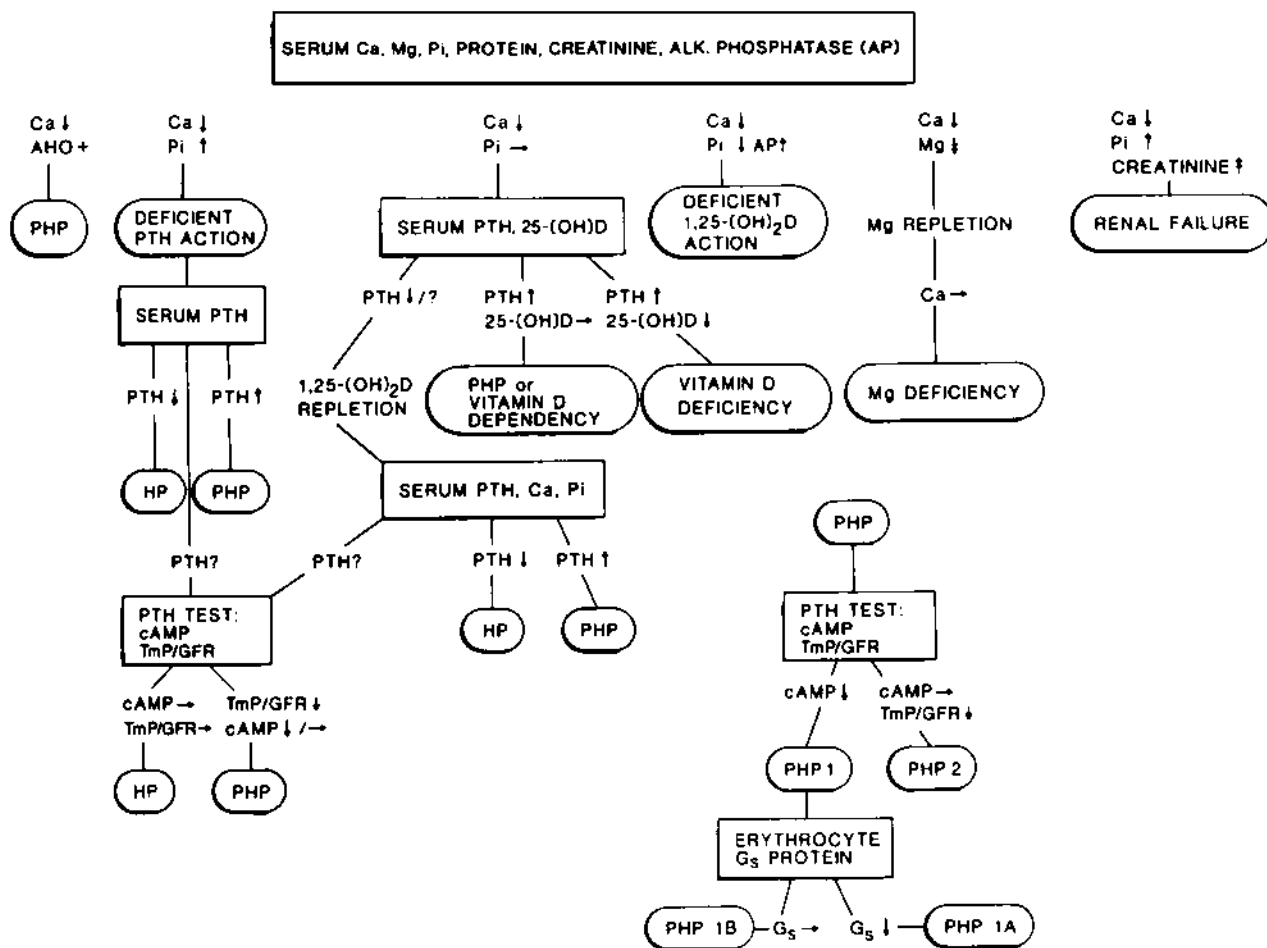 SERUM Ca, Mg, Pi, PROTEIN, CREATININE, ALK. PHOSPHATASE (AP)
Ca ↓
AHO +
PHP
Ca ↓
Pi ↑
DEFICIENT
PTH ACTION
SERUM PTH
PTH ↓
PTH ↑
HP
PHP
PTH?
PTH TEST:
cAMP
TmP/GFR
cAMP →
TmP/GFR →
HP
TmP/GFR ↓
cAMP ↓ / →
PHP
Ca ↓
Pi →
SERUM PTH, 25-(OH)D
PTH ↓/?
1,25-(OH)₂D
REPLETION
PTH ↑
25-(OH)D →
PHP or
VITAMIN D
DEPENDENCY
PTH ↑
25-(OH)D ↓
VITAMIN D
DEFICIENCY
SERUM PTH, Ca, Pi
PTH?
PTH ↓
HP
PTH ↑
PHP
Ca ↓
Pi ↓ AP↑
DEFICIENT
1,25-(OH)₂D
ACTION
Ca ↓
Mg ↓
Mg REPLETION
Ca →
Mg DEFICIENCY
Ca ↓
Pi ↑
CREATININE ↑
RENAL FAILURE
PHP
PTH TEST:
cAMP
TmP/GFR
cAMP ↓
PHP 1
cAMP →
TmP/GFR ↓
PHP 2
ERYTHROCYTE
Gs PROTEIN
PHP 1B
Gs →
Gs ↓
PHP 1A